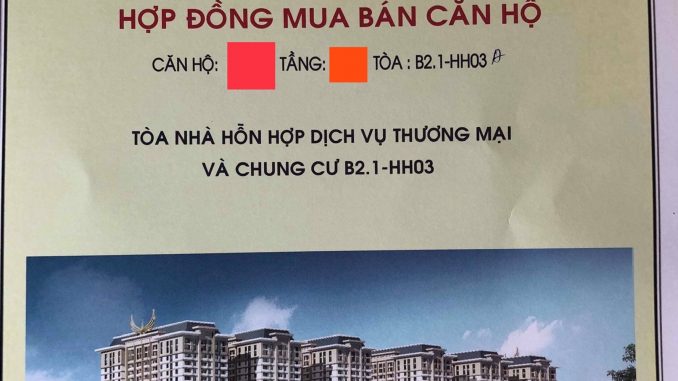 HỢP ĐỒNG MUA BÁN CĂN HỘ
CĂN HỘ: TẦNG: TÒA : B2.1-HH03 A
TÒA NHÀ HỖN HỢP DỊCH VỤ THƯƠNG MẠI
VÀ CHUNG CƯ B2.1-HH03